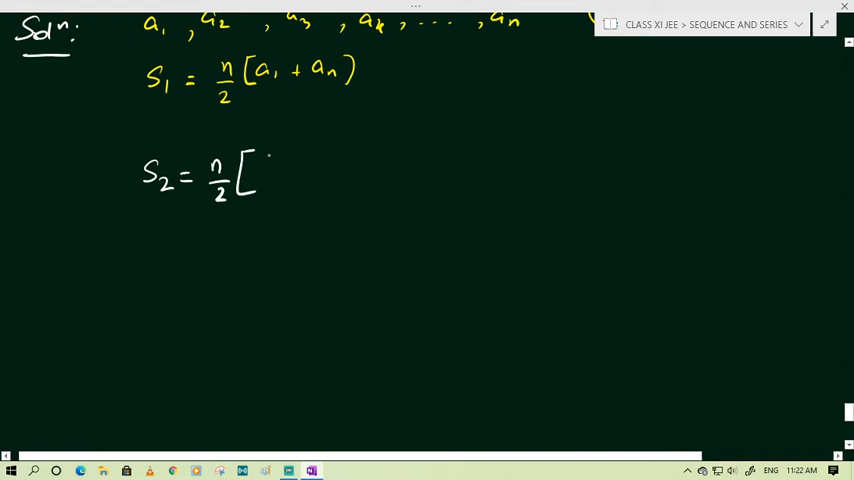 CLASS XI JEE > SEQUENCE AND SERIES
Soln: a₁, a₂, a₃, a₄, ..., aₙ
S₁ = n/2 [a₁ + aₙ)
S₂ = n/2 [
ENG 11:22 AM